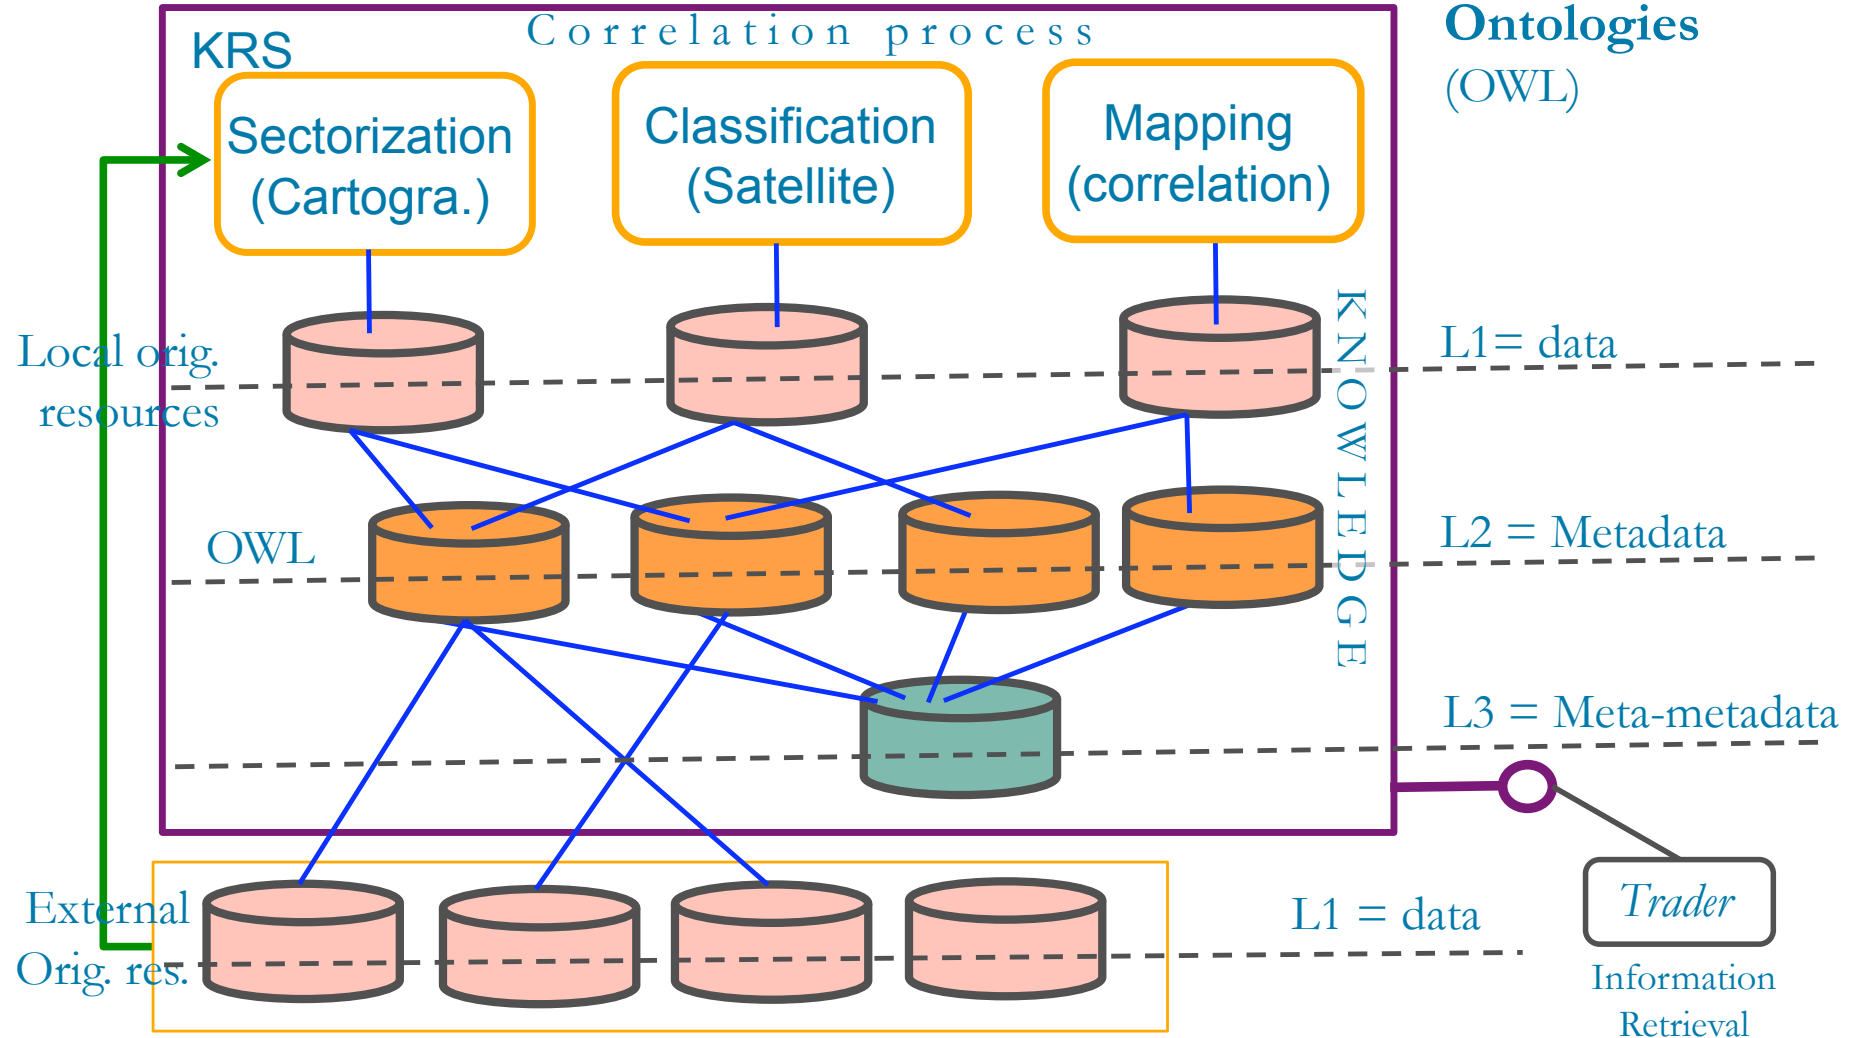 Correlation process
Ontologies
(OWL)
KRS
Sectorization
(Cartogra.)
Classification
(Satellite)
Mapping
(correlation)
KNOWLEDGE
Local orig.
resources
L1= data
OWL
L2 = Metadata
L3 = Meta-metadata
External
Orig. res.
L1 = data
Trader
Information
Retrieval